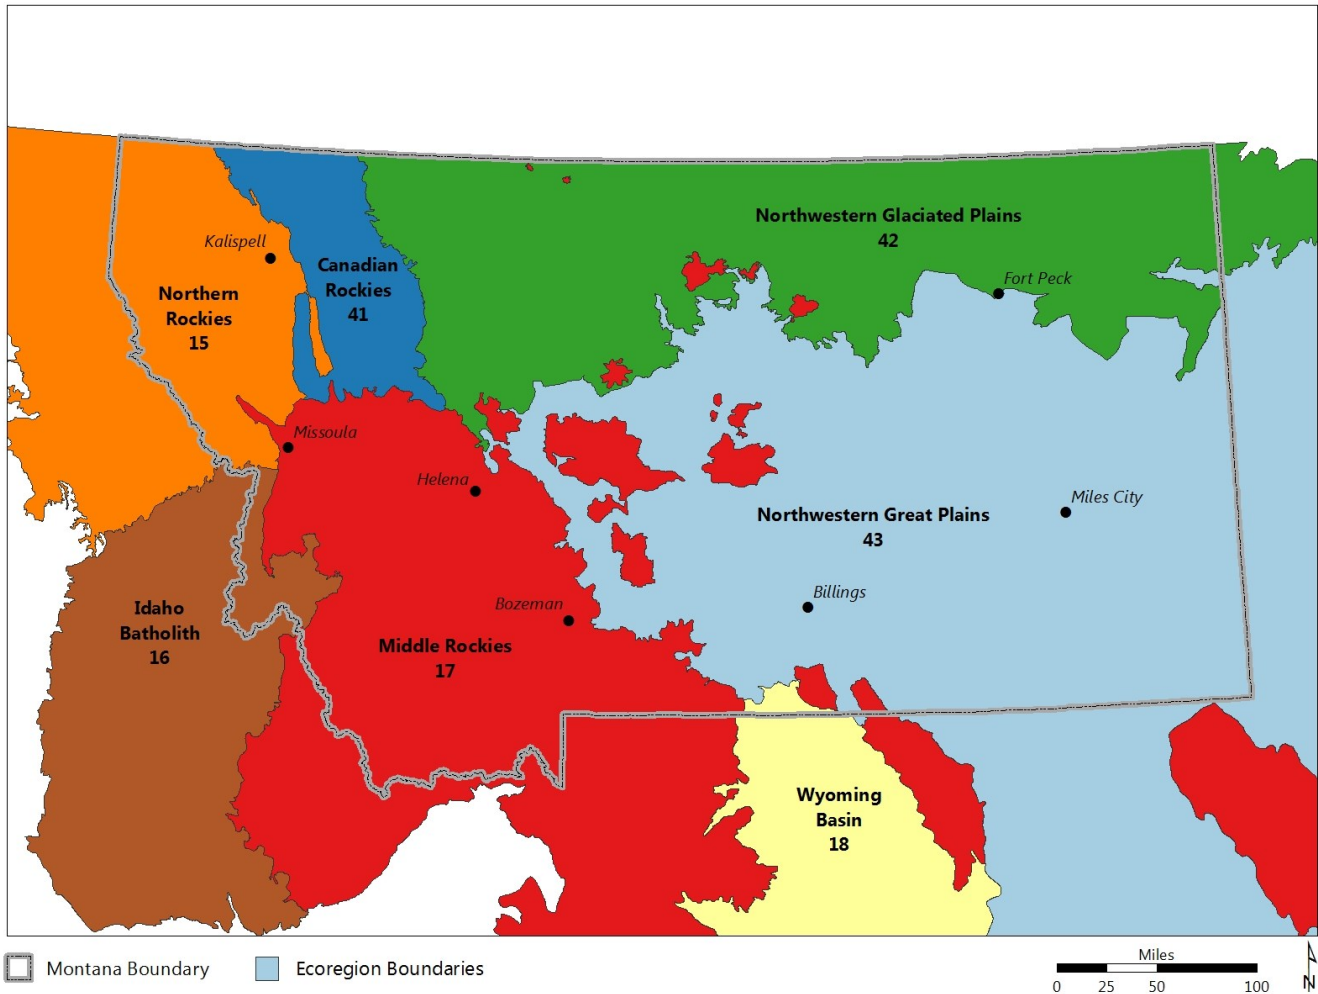 Northwestern Glaciated Plains
42
Kalispell
Canadian
Rockies
41
Fort Peck
Northern
Rockies
15
Missoula
Helena
Miles City
Northwestern Great Plains
43
Billings
Bozeman
Idaho
Batholith
16
Middle Rockies
17
Wyoming
Basin
18
Montana Boundary
Ecoregion Boundaries
Miles
0 25 50 100
N